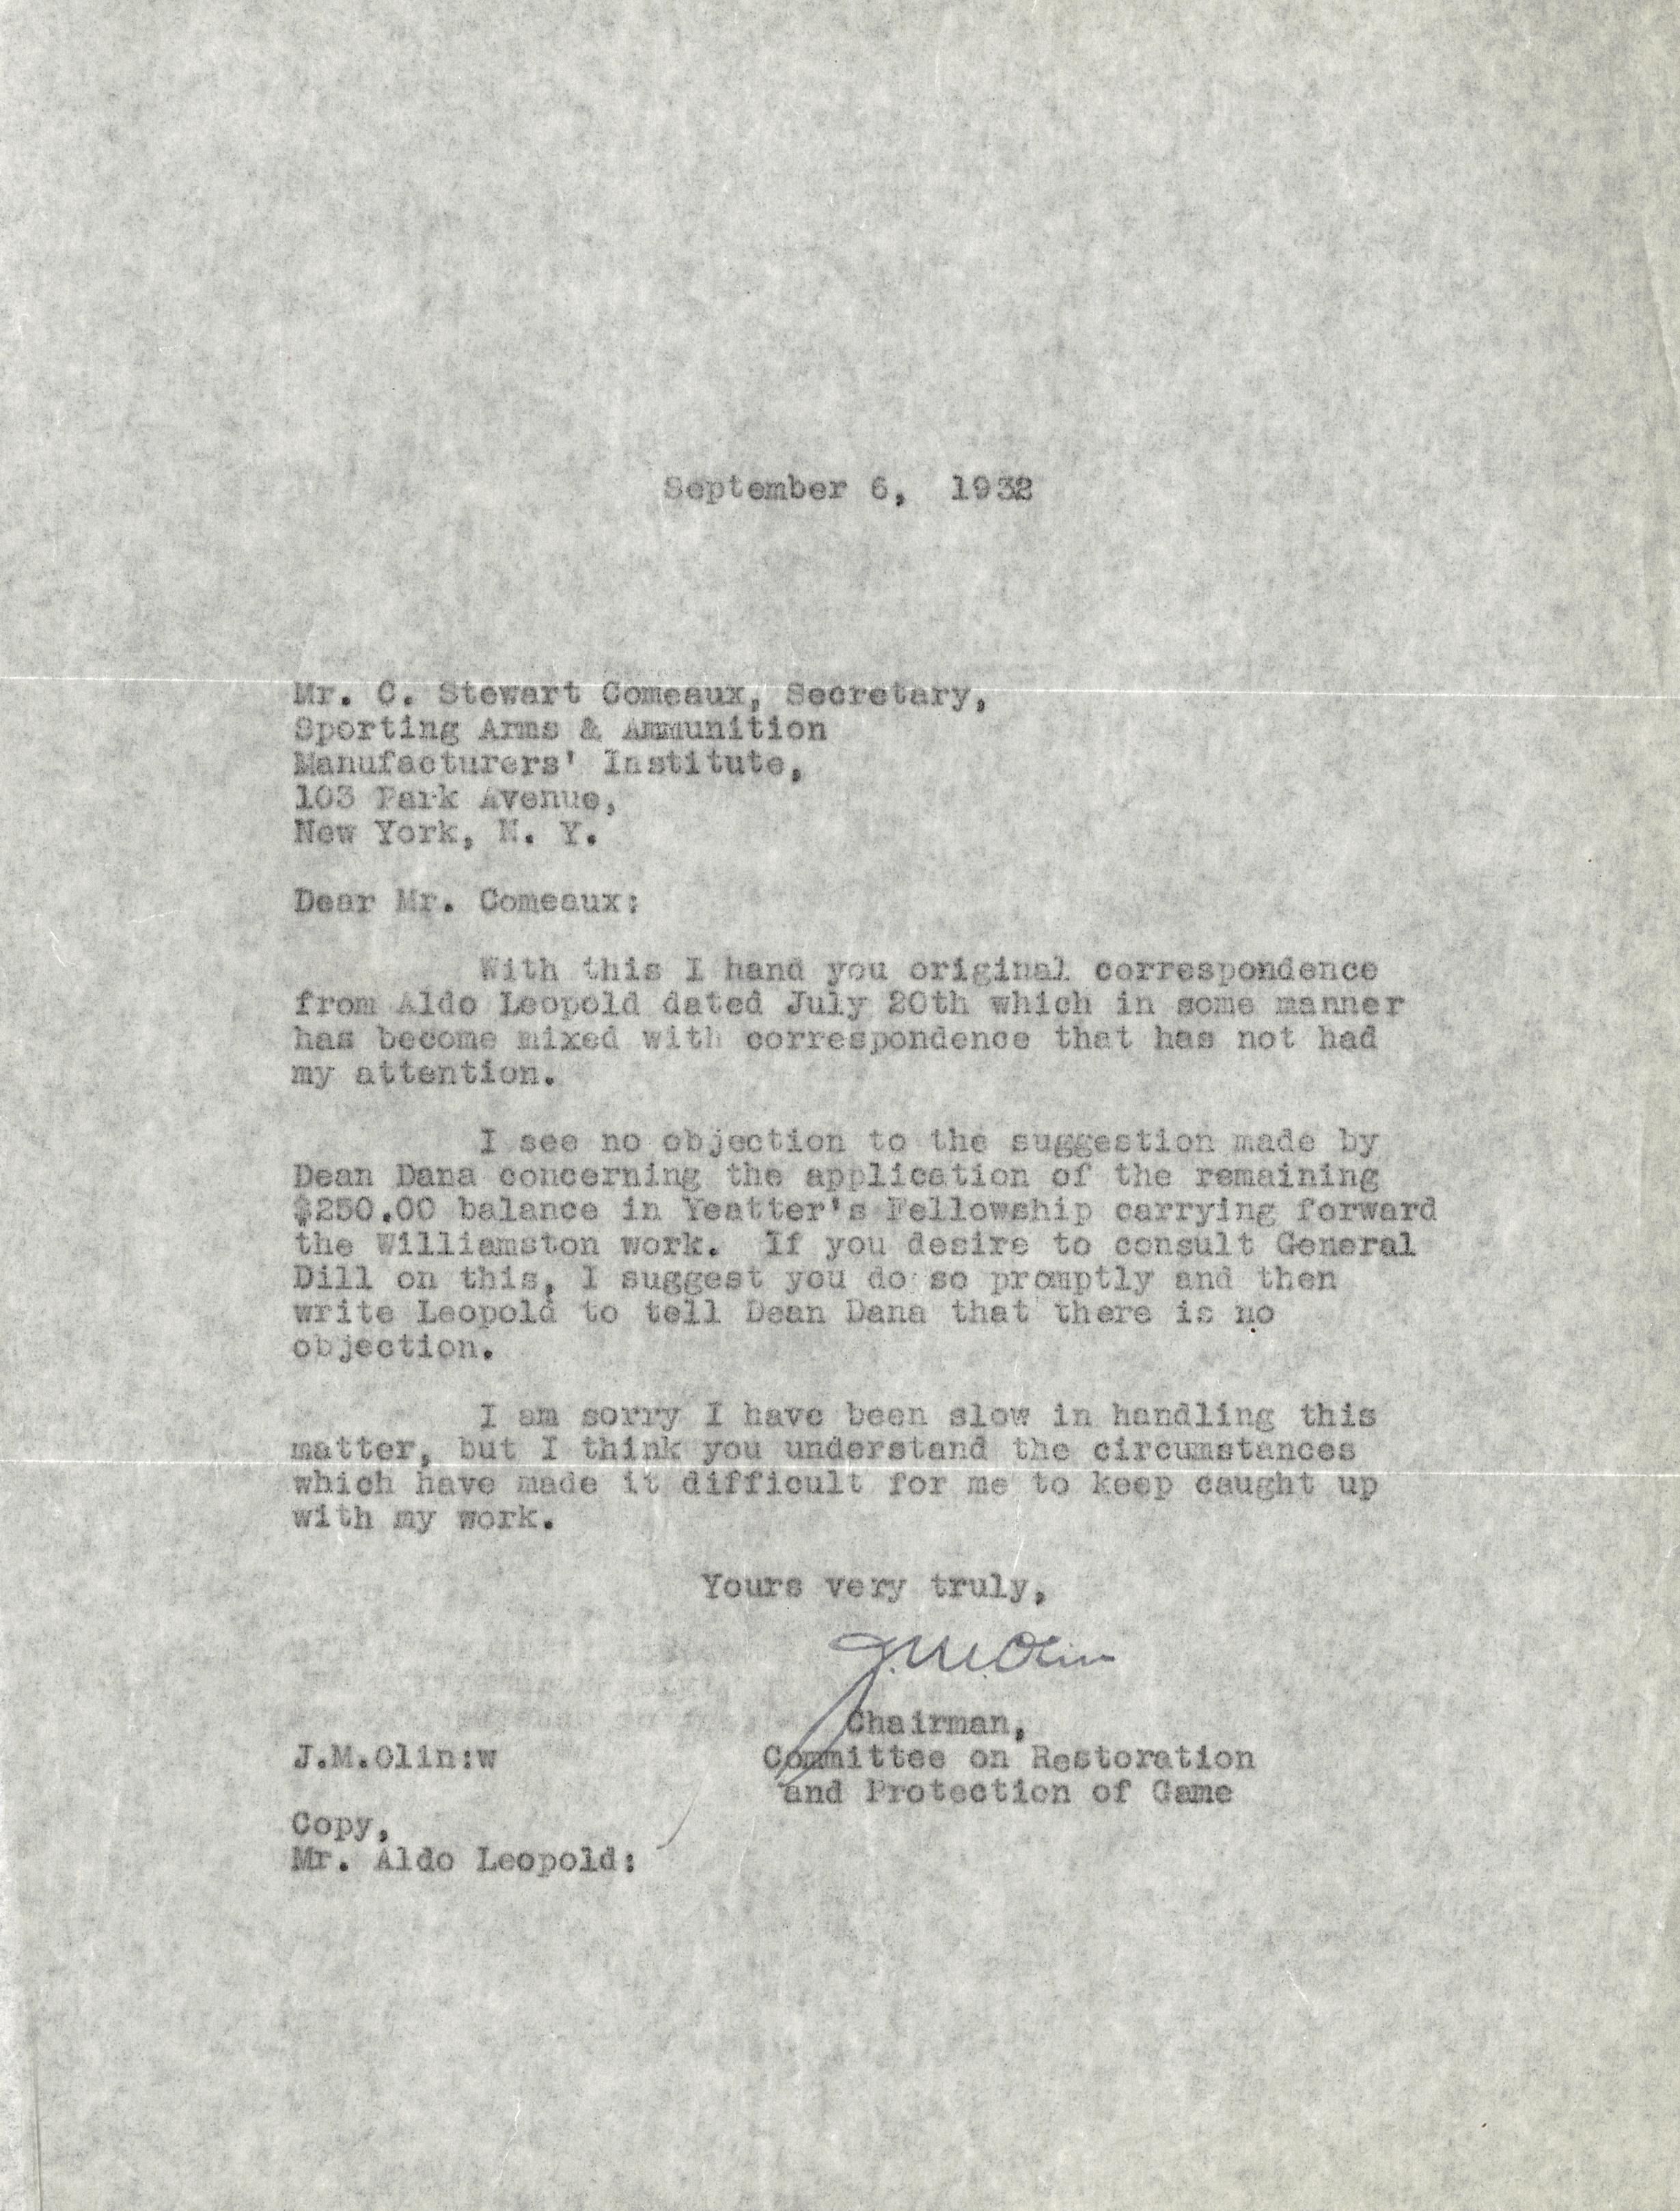 September 6, 1932
Mr. C. Stewart Comeaux, Secretary,
Sporting Arms & Ammunition
Manufacturers' Institute,
103 Park Avenue,
New York, N. Y.
Dear Mr. Comeaux:
With this I hand you original correspondence
from Aldo Leopold dated July 20th which in some manner
has become mixed with correspondence that has not had
my attention.
I see no objection to the suggestion made by
Dean Dana concerning the application of the remaining
$250.00 balance in Yeatter's Fellowship carrying forward
the Williamston work. If you desire to consult General
Dill on this, I suggest you do so promptly and then
write Leopold to tell Dean Dana that there is no
objection.
I am sorry I have been slow in handling this
matter, but I think you understand the circumstances
which have made it difficult for me to keep caught up
with my work.
Yours very truly,
J.M.Olin
Chairman,
J.M.Olin:w Committee on Restoration
and Protection of Game
Copy,
Mr. Aldo Leopold: